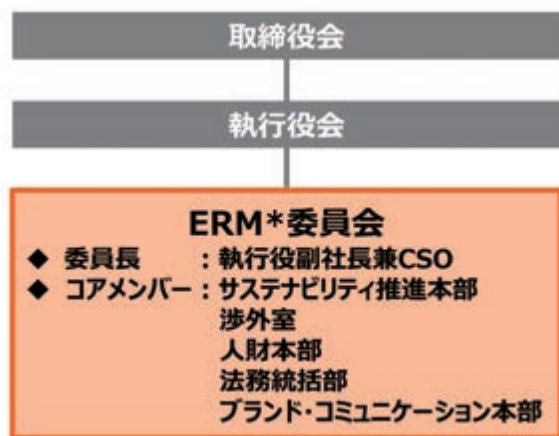 取締役会
執行役会
ERM*委員会
◆ 委員長 : 執行役副社長兼CSO
◆ コアメンバー : サステナビリティ推進本部
渉外室
人財本部
法務統括部
ブランド・コミュニケーション本部